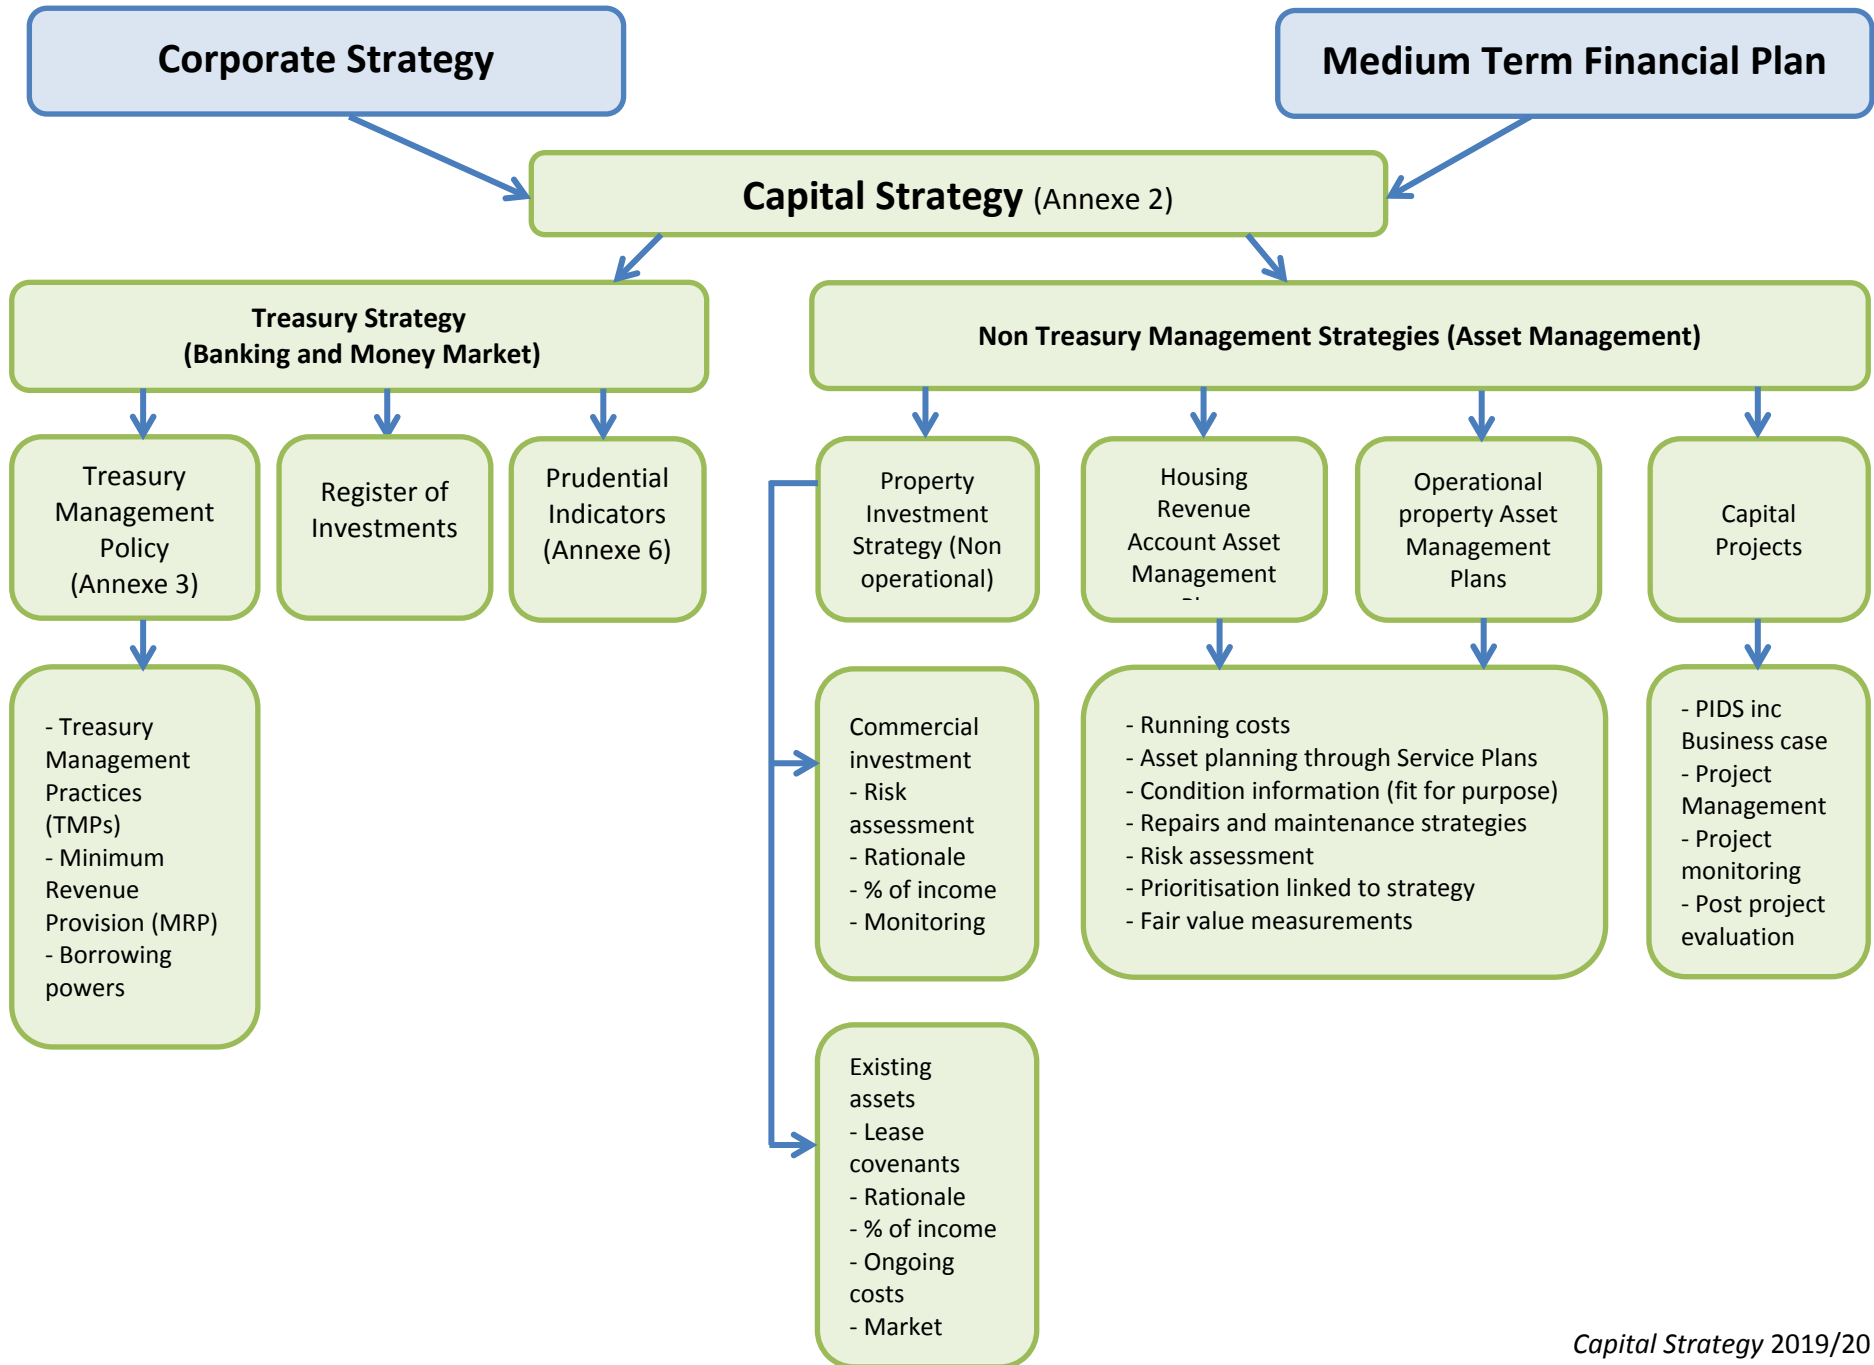 Corporate Strategy
Medium Term Financial Plan
Capital Strategy (Annexe 2)
Treasury Strategy
(Banking and Money Market)
Non Treasury Management Strategies (Asset Management)
Treasury
Management
Policy
(Annexe 3)
Register of
Investments
Prudential
Indicators
(Annexe 6)
Property
Investment
Strategy (Non
operational)
Housing
Revenue
Account Asset
Management
Operational
property Asset
Management
Plans
Capital
Projects
- Treasury
Management
Practices
(TMPs)
- Minimum
Revenue
Provision (MRP)
- Borrowing
powers
Commercial
investment
- Risk
assessment
- Rationale
- % of income
- Monitoring
- Running costs
- Asset planning through Service Plans
- Condition information (fit for purpose)
- Repairs and maintenance strategies
- Risk assessment
- Prioritisation linked to strategy
- Fair value measurements
- PIDS inc
Business case
- Project
Management
- Project
monitoring
- Post project
evaluation
Existing
assets
- Lease
covenants
- Rationale
- % of income
- Ongoing
costs
- Market
Capital Strategy 2019/20